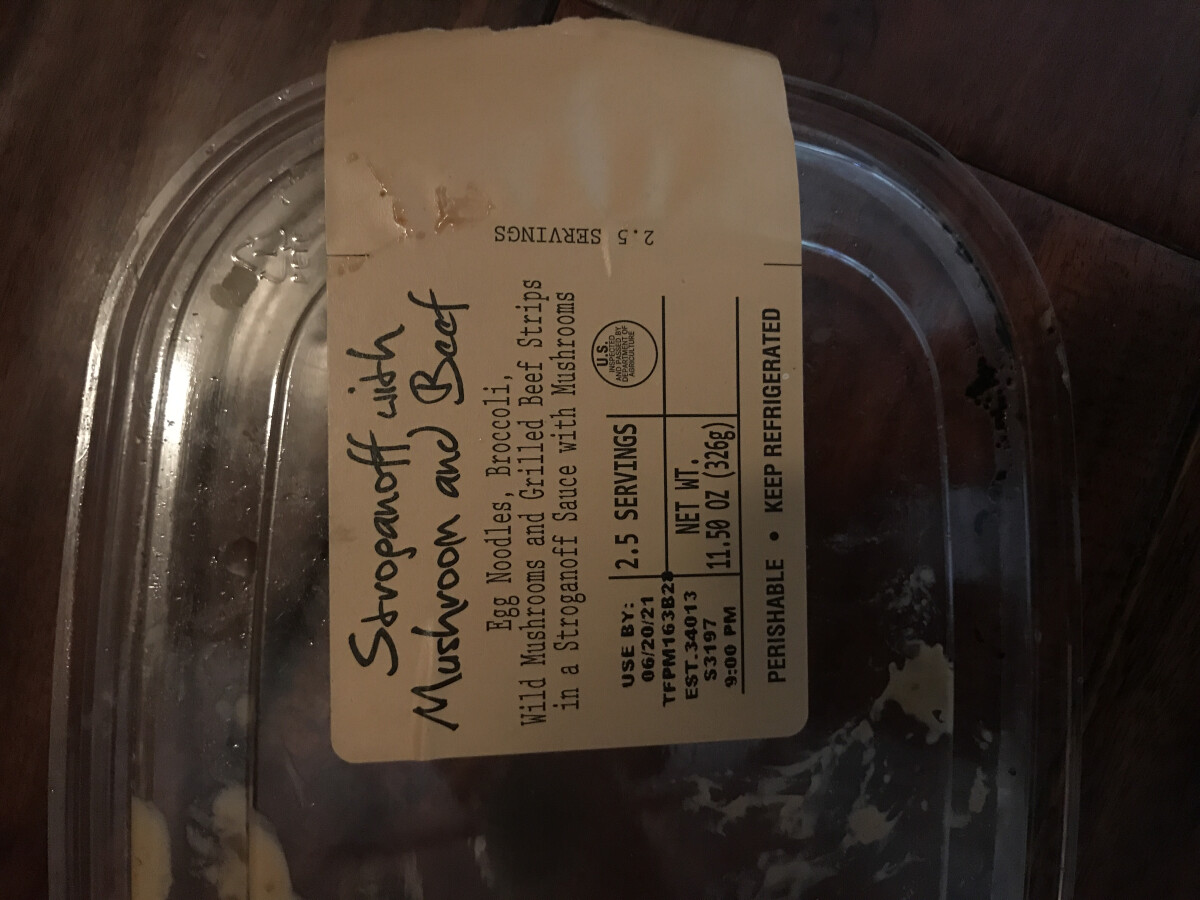 Stroganoff with
Mushroom and Beef
Egg Noodles, Broccoli,
Wild Mushrooms and Grilled Beef Strips
in a Stroganoff Sauce with Mushrooms
2.5 SERVINGS
USE BY:
06/20/21
TFPM163B28
EST.34013
S3197
9:00 PM
2.5 SERVINGS
NET WT.
11.50 OZ (326g)
U.S.
INSPECTED
AND PASSED BY
DEPARTMENT OF
AGRICULTURE
PERISHABLE • KEEP REFRIGERATED